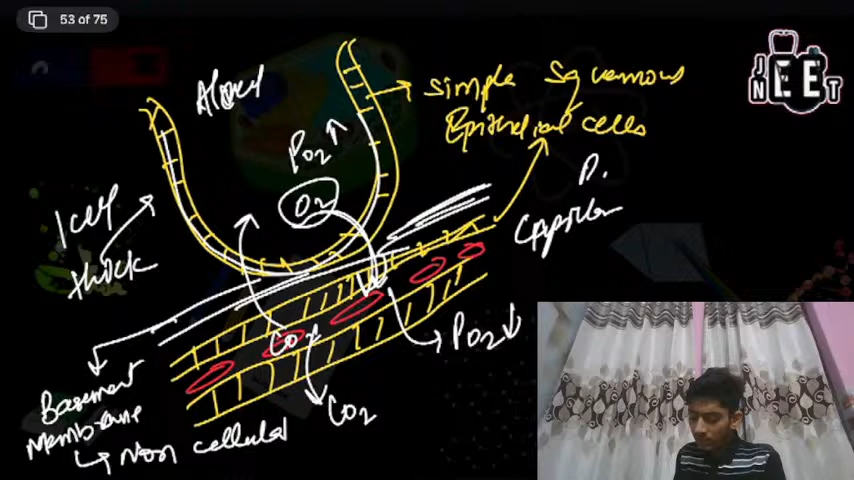 53 of 75
J
NEET
Alveoli
simple Squamous
Epithelial cells
PO2 ↑
O2
P.
Capillar
1 cell
thick
CO2
PO2 ↓
CO2
Basement
Membrane
Non cellular